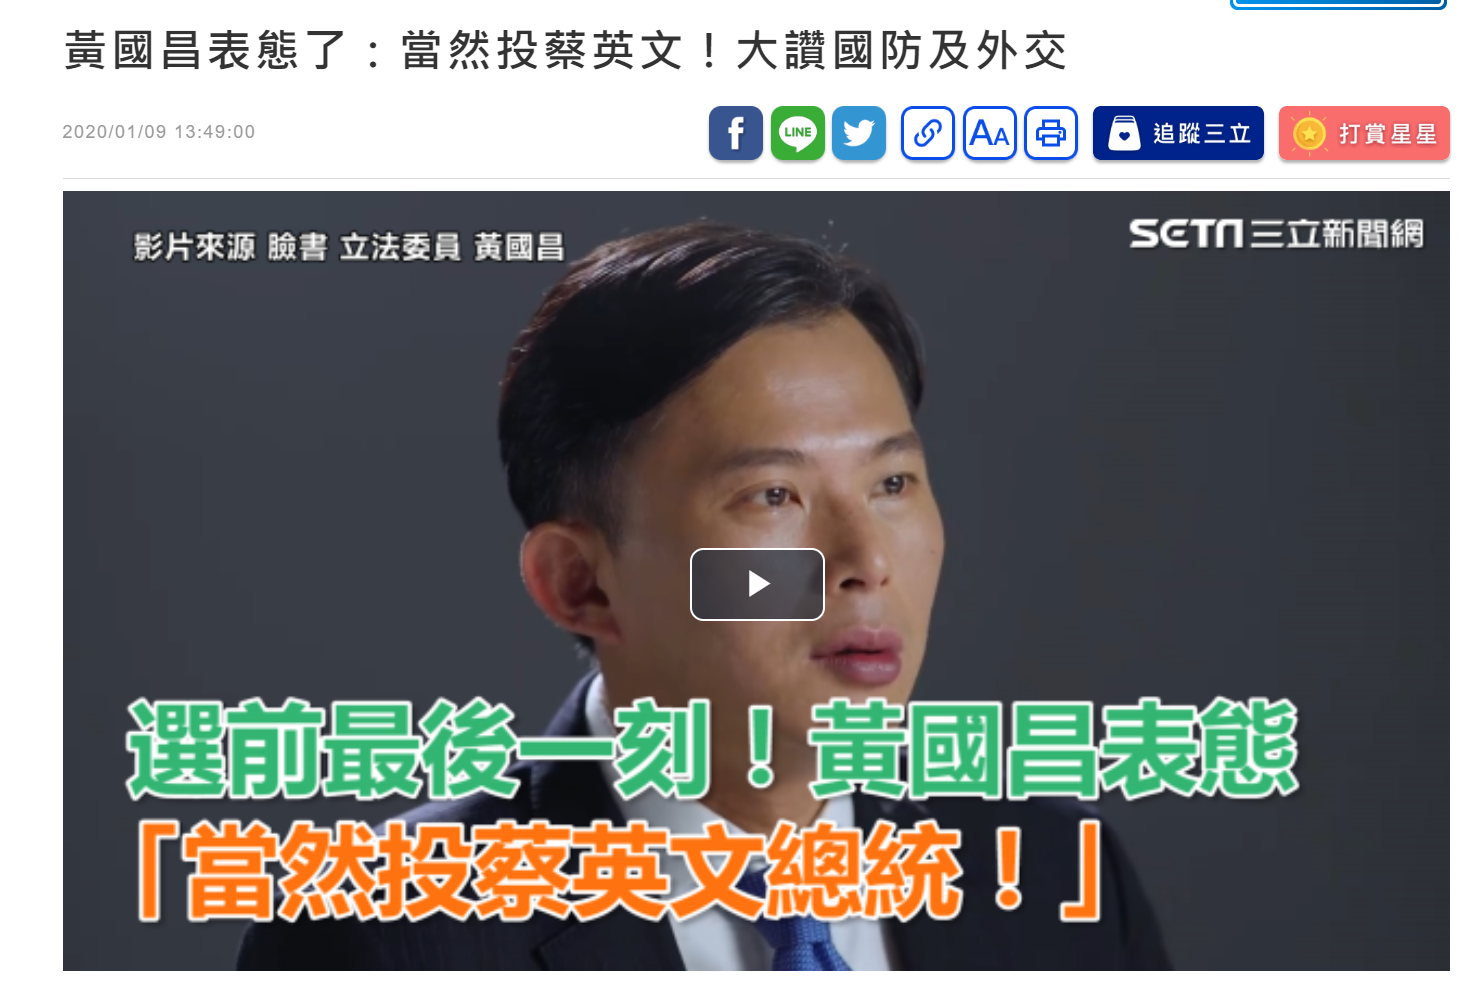 黃國昌表態了：當然投蔡英文！大讚國防及外交
2020/01/09 13:49:00
f
LINE
AA
追蹤三立
打賞星星
影片來源 臉書 立法委員 黃國昌
SETN三立新聞網
選前最後一刻！黃國昌表態
「當然投蔡英文總統！」